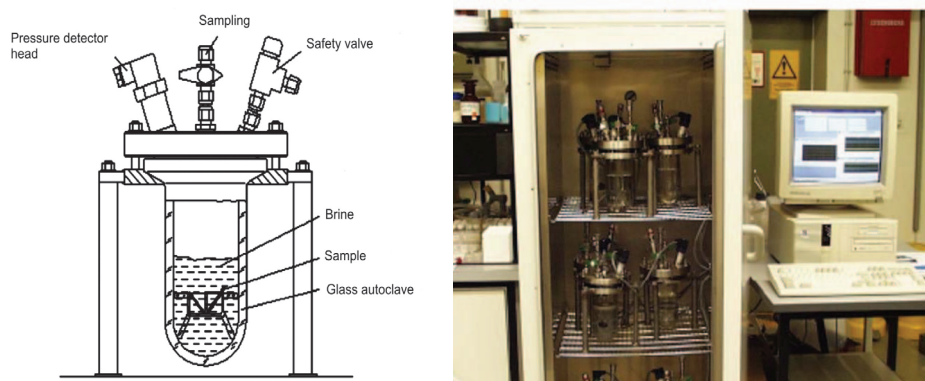 Sampling
Pressure detector
head
Safety valve
Brine
Sample
Glass autoclave